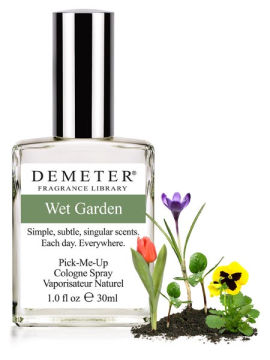 DEMETER®
FRAGRANCE LIBRARY
Wet Garden
Simple, subtle, singular scents.
Each day. Everywhere.
Pick-Me-Up
Cologne Spray
Vaporisateur Naturel
1.0 fl oz ℮ 30ml